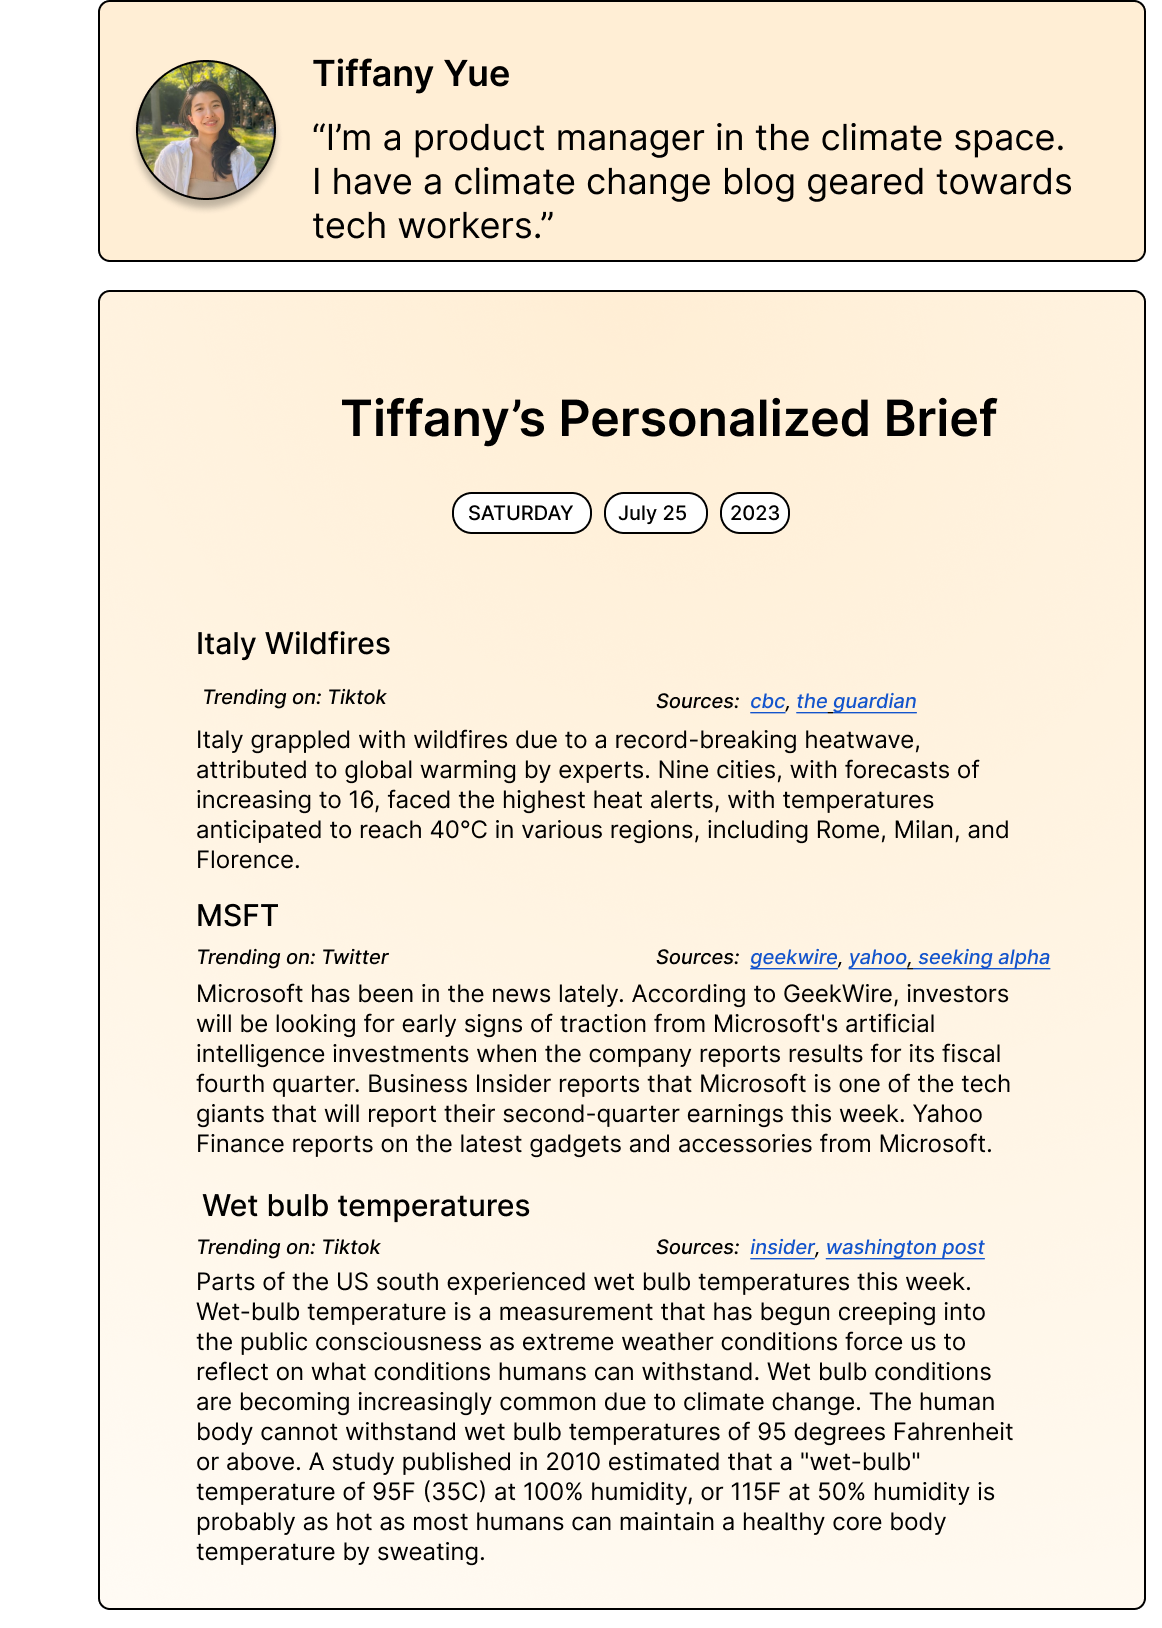 Tiffany Yue
“I’m a product manager in the climate space.
I have a climate change blog geared towards
tech workers.”
Tiffany’s Personalized Brief
SATURDAY July 25 2023
Italy Wildfires
Trending on: Tiktok Sources: cbc, the guardian
Italy grappled with wildfires due to a record-breaking heatwave,
attributed to global warming by experts. Nine cities, with forecasts of
increasing to 16, faced the highest heat alerts, with temperatures
anticipated to reach 40°C in various regions, including Rome, Milan, and
Florence.
MSFT
Trending on: Twitter Sources: geekwire, yahoo, seeking alpha
Microsoft has been in the news lately. According to GeekWire, investors
will be looking for early signs of traction from Microsoft's artificial
intelligence investments when the company reports results for its fiscal
fourth quarter. Business Insider reports that Microsoft is one of the tech
giants that will report their second-quarter earnings this week. Yahoo
Finance reports on the latest gadgets and accessories from Microsoft.
Wet bulb temperatures
Trending on: Tiktok Sources: insider, washington post
Parts of the US south experienced wet bulb temperatures this week.
Wet-bulb temperature is a measurement that has begun creeping into
the public consciousness as extreme weather conditions force us to
reflect on what conditions humans can withstand. Wet bulb conditions
are becoming increasingly common due to climate change. The human
body cannot withstand wet bulb temperatures of 95 degrees Fahrenheit
or above. A study published in 2010 estimated that a "wet-bulb"
temperature of 95F (35C) at 100% humidity, or 115F at 50% humidity is
probably as hot as most humans can maintain a healthy core body
temperature by sweating.